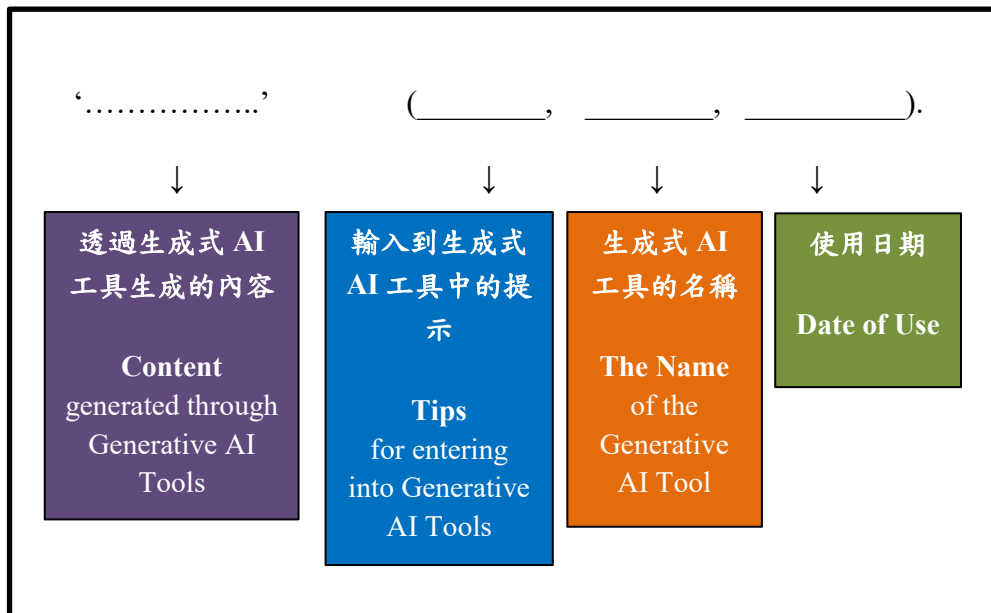 ‘……………..’ (________, ________, __________).
↓ ↓ ↓ ↓
透過生成式 AI
工具生成的內容
Content
generated through
Generative AI
Tools
輸入到生成式
AI 工具中的提
示
Tips
for entering
into Generative
AI Tools
生成式 AI
工具的名稱
The Name
of the
Generative
AI Tool
使用日期
Date of Use